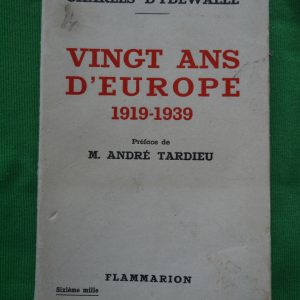 CHARLES D'YDEWALLE
VINGT ANS
D'EUROPE
1919-1939
Préface de
M. ANDRÉ TARDIEU
Sixième mille
FLAMMARION